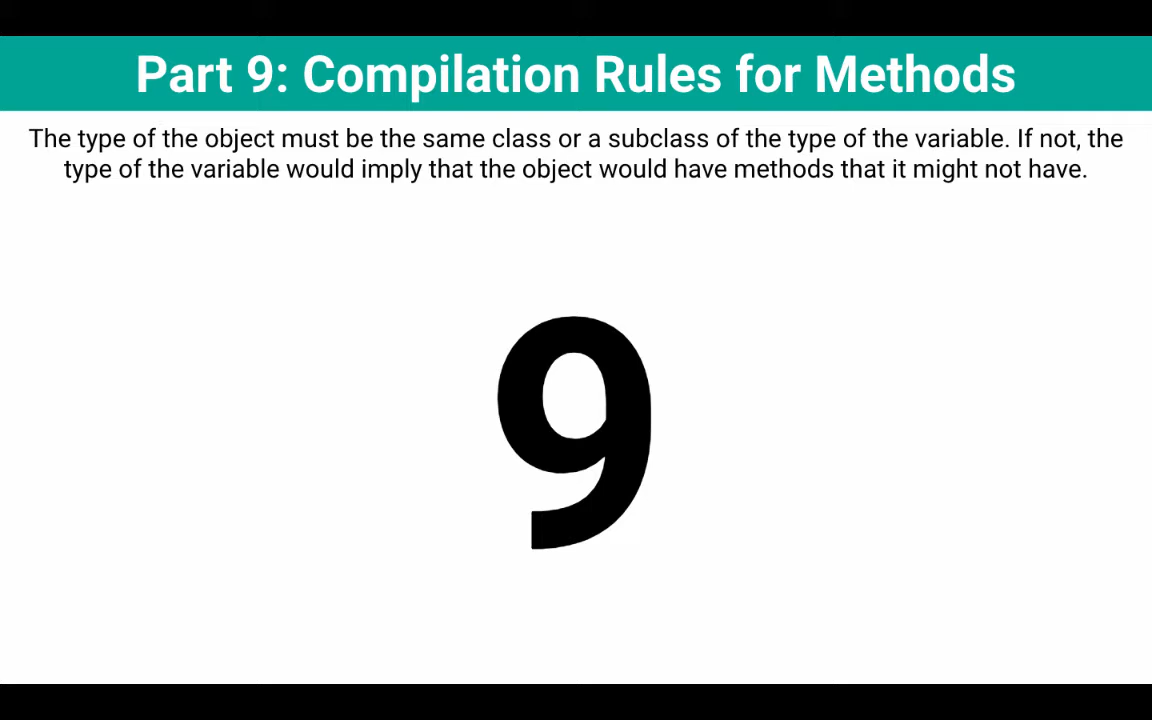 Part 9: Compilation Rules for Methods
The type of the object must be the same class or a subclass of the type of the variable. If not, the
type of the variable would imply that the object would have methods that it might not have.
9